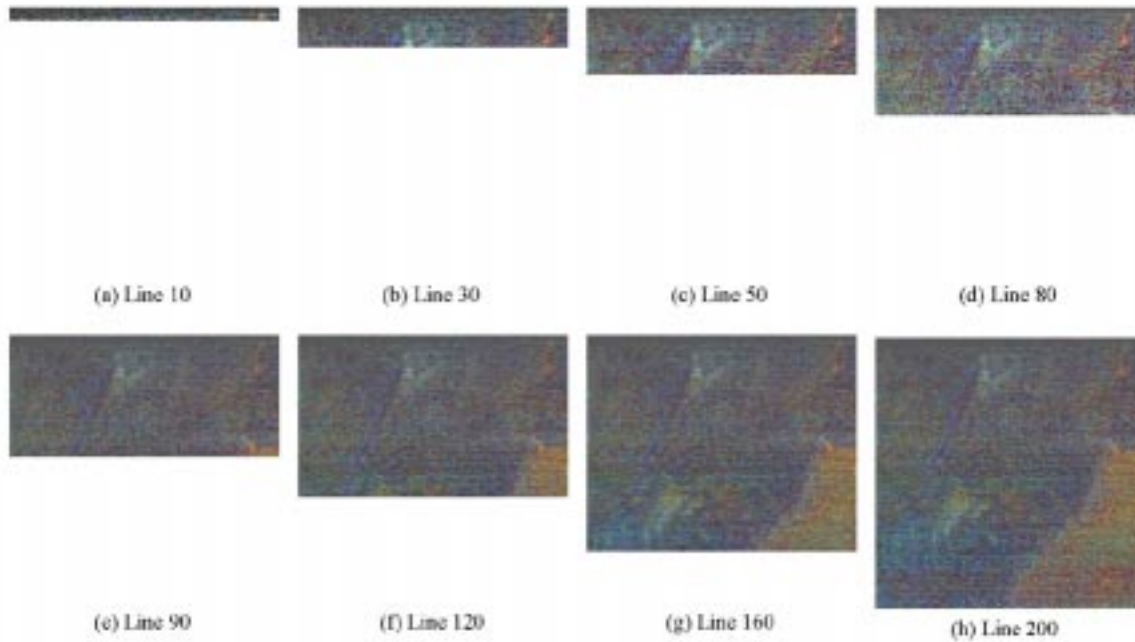 (a) Line 10
(b) Line 30
(c) Line 50
(d) Line 80
(e) Line 90
(f) Line 120
(g) Line 160
(h) Line 200